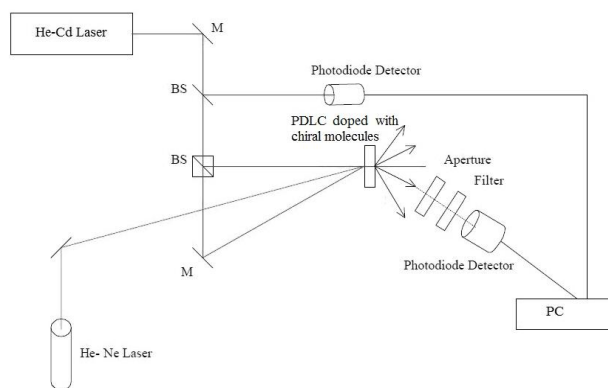 He-Cd Laser
M
BS
Photodiode Detector
PDLC doped with
chiral molecules
BS
Aperture
Filter
Photodiode Detector
M
PC
He- Ne Laser